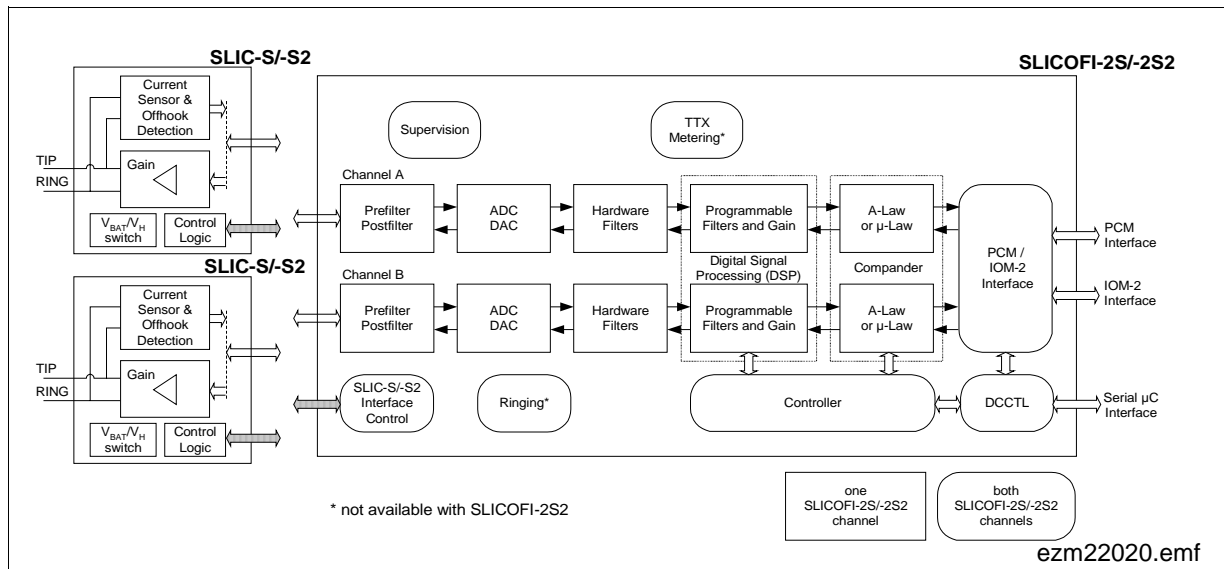 SLIC-S/-S2
Current
Sensor &
Offhook
Detection
TIP
RING
Gain
VBAT/VH
switch
Control
Logic
SLIC-S/-S2
Current
Sensor &
Offhook
Detection
TIP
RING
Gain
VBAT/VH
switch
Control
Logic
SLICOFI-2S/-2S2
Supervision
TTX
Metering*
Channel A
Prefilter
Postfilter
ADC
DAC
Hardware
Filters
Programmable
Filters and Gain
A-Law
or µ-Law
Digital Signal
Processing (DSP)
Compander
Channel B
Prefilter
Postfilter
ADC
DAC
Hardware
Filters
Programmable
Filters and Gain
A-Law
or µ-Law
PCM /
IOM-2
Interface
PCM
Interface
IOM-2
Interface
SLIC-S/-S2
Interface
Control
Ringing*
Controller
DCCTL
Serial µC
Interface
* not available with SLICOFI-2S2
one
SLICOFI-2S/-2S2
channel
both
SLICOFI-2S/-2S2
channels
ezm22020.emf